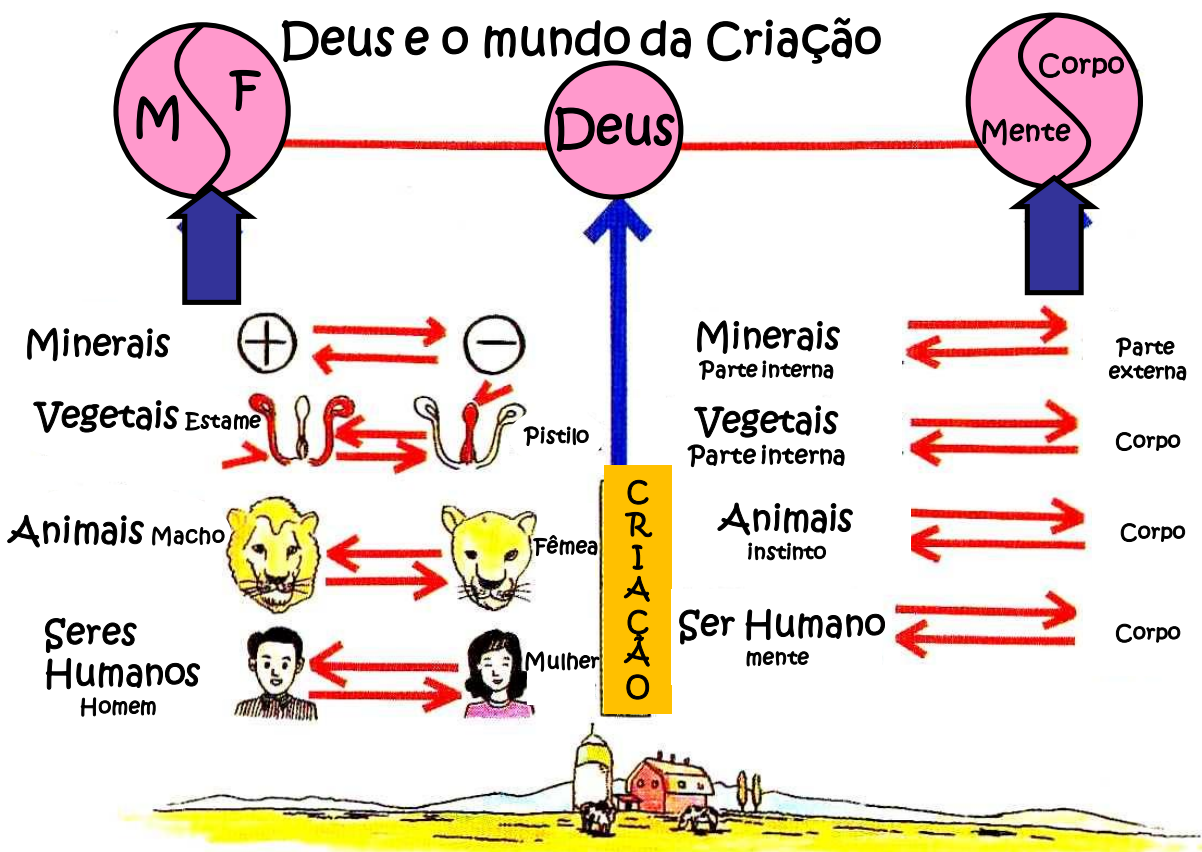 Deus e o mundo da Criação
M F
Deus
Corpo
Mente
Minerais
+ −
Vegetais Estame
Pistilo
Animais Macho
Fêmea
Seres
Humanos
Homem
Mulher
CRIAÇÃO
Minerais
Parte interna
Parte
externa
Vegetais
Parte interna
Corpo
Animais
instinto
Corpo
Ser Humano
mente
Corpo